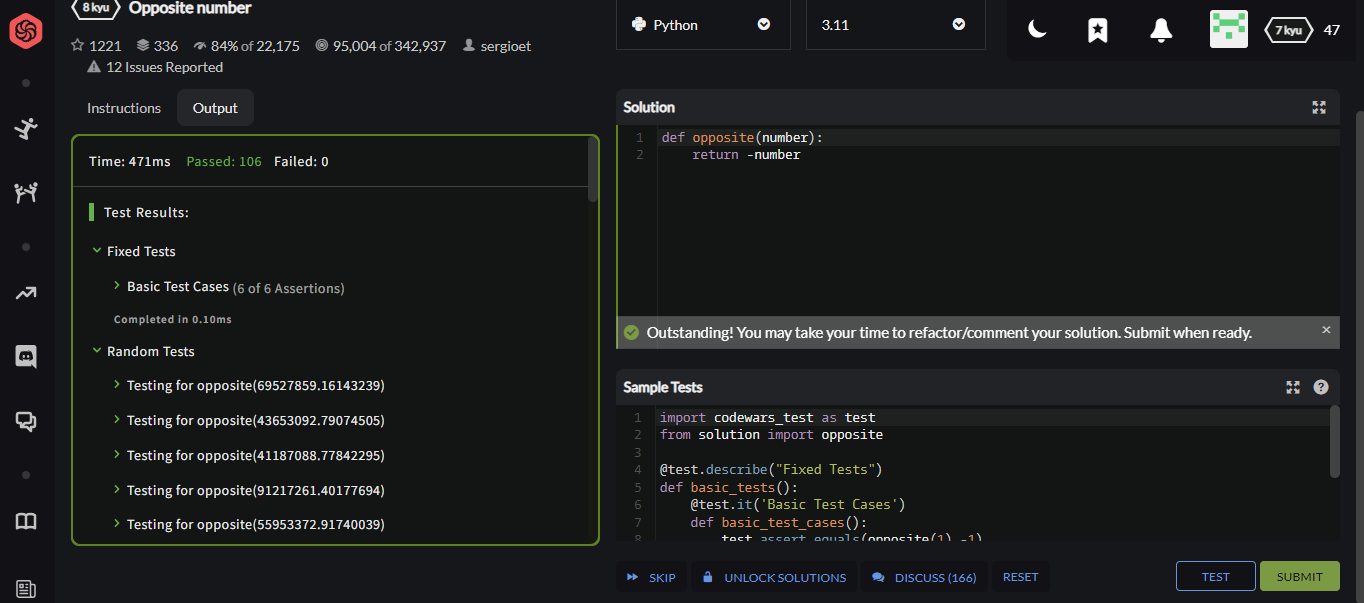 8 kyu Opposite number
1221 336 84% of 22,175 95,004 of 342,937 sergioet
12 Issues Reported
Python
3.11
7 kyu 47
Instructions Output
Time: 471ms Passed: 106 Failed: 0
Test Results:
Fixed Tests
Basic Test Cases (6 of 6 Assertions)
Completed in 0.10ms
Random Tests
Testing for opposite(69527859.16143239)
Testing for opposite(43653092.79074505)
Testing for opposite(41187088.77842295)
Testing for opposite(91217261.40177694)
Testing for opposite(55953372.91740039)
Solution
1 def opposite(number):
2 return -number
Outstanding! You may take your time to refactor/comment your solution. Submit when ready.
Sample Tests
1 import codewars_test as test
2 from solution import opposite
3
4 @test.describe("Fixed Tests")
5 def basic_tests():
6 @test.it('Basic Test Cases')
7 def basic_test_cases():
8 test.assert_equals(opposite(1),-1)
SKIP UNLOCK SOLUTIONS DISCUSS (166) RESET TEST SUBMIT